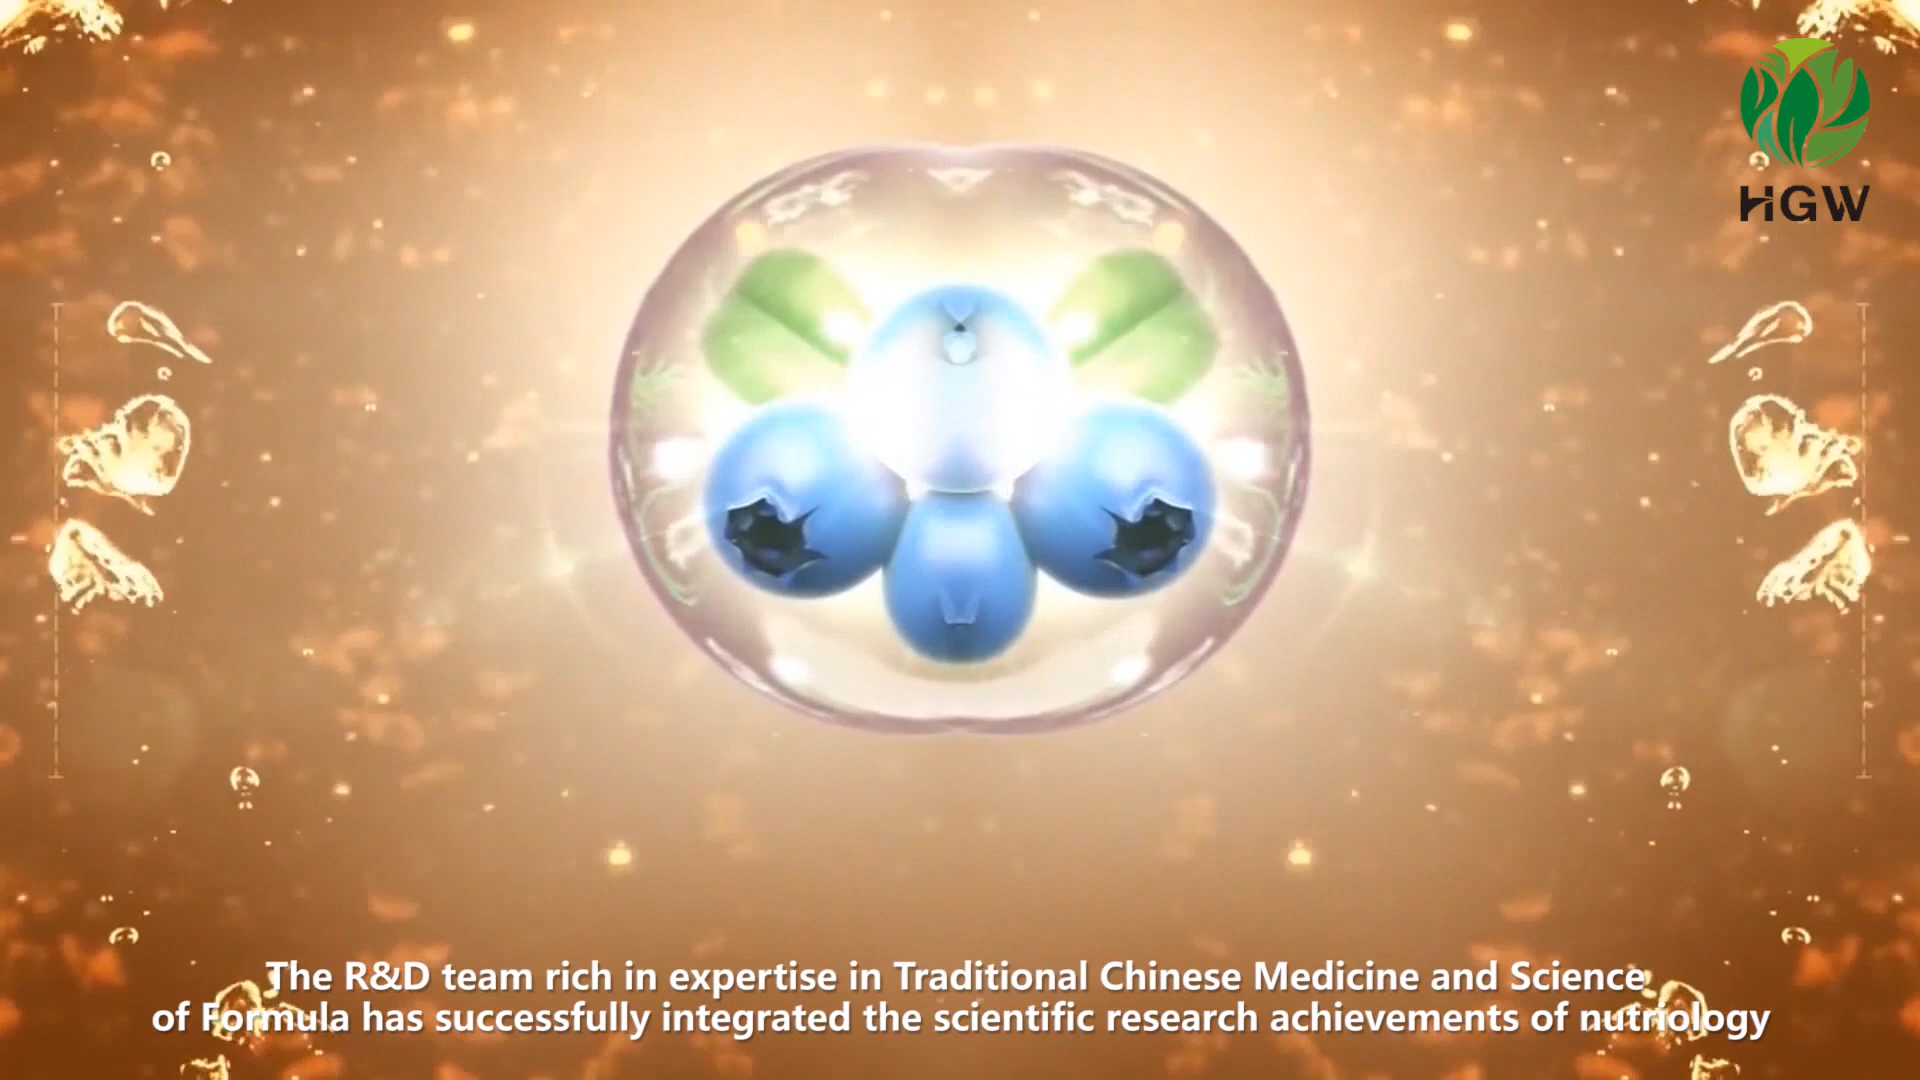 HGW
The R&D team rich in expertise in Traditional Chinese Medicine and Science
of Formula has successfully integrated the scientific research achievements of nutriology